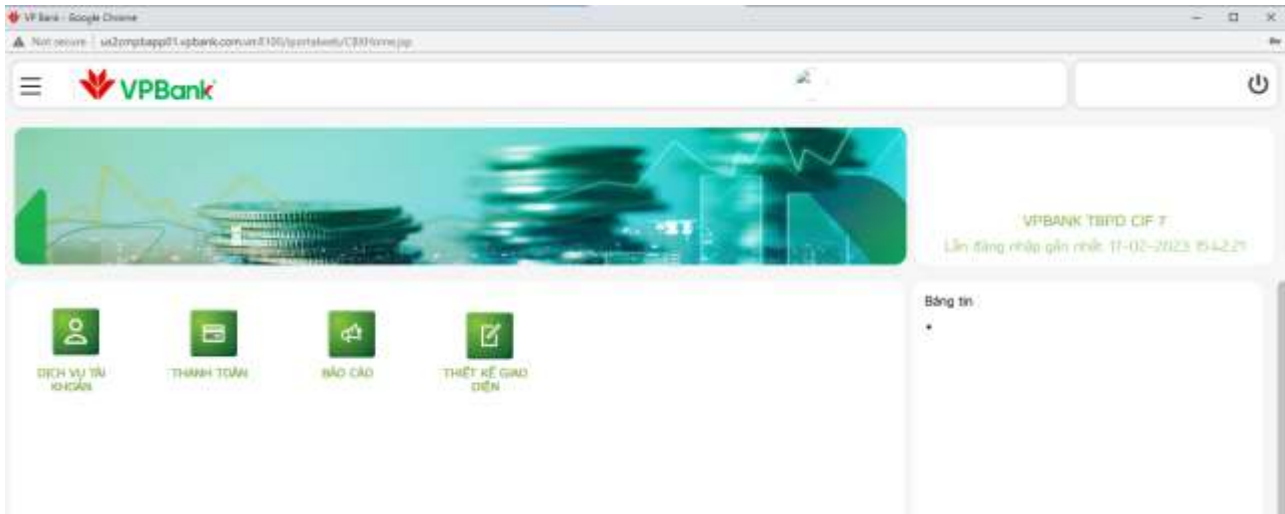 VP Bank - Google Chrome
Not secure
VPBank
VPBANK TBPD CIF 7
Lần đăng nhập gần nhất: 17-02-2023 15:42:21
Bảng tin
DỊCH VỤ TÀI
KHOẢN
THANH TOÁN
BÁO CÁO
THIẾT KẾ GIAO
DIỆN